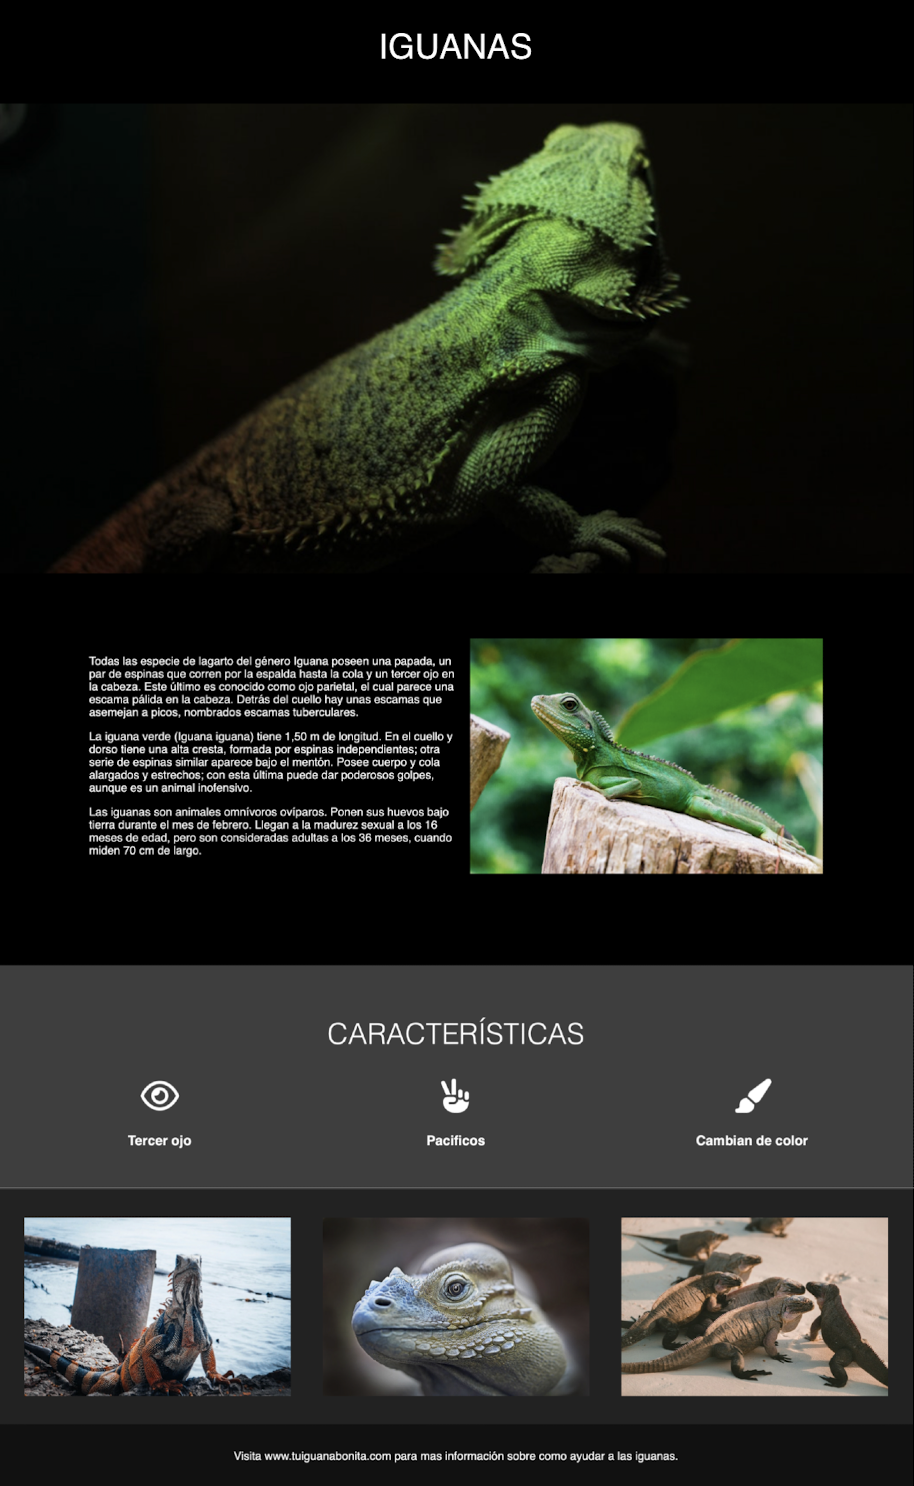 IGUANAS
Todas las especie de lagarto del género Iguana poseen una papada, un
par de espinas que corren por la espalda hasta la cola y un tercer ojo en
la cabeza. Este último es conocido como ojo parietal, el cual parece una
escama pálida en la cabeza. Detrás del cuello hay unas escamas que
asemejan a picos, nombrados escamas tuberculares.
La iguana verde (Iguana iguana) tiene 1,50 m de longitud. En el cuello y
dorso tiene una alta cresta, formada por espinas independientes; otra
serie de espinas similar aparece bajo el mentón. Posee cuerpo y cola
alargados y estrechos; con esta última puede dar poderosos golpes,
aunque es un animal inofensivo.
Las iguanas son animales omnívoros ovíparos. Ponen sus huevos bajo
tierra durante el mes de febrero. Llegan a la madurez sexual a los 16
meses de edad, pero son consideradas adultas a los 36 meses, cuando
miden 70 cm de largo.
CARACTERÍSTICAS
Tercer ojo
Pacificos
Cambian de color
Visita www.tuiguanabonita.com para mas información sobre como ayudar a las iguanas.